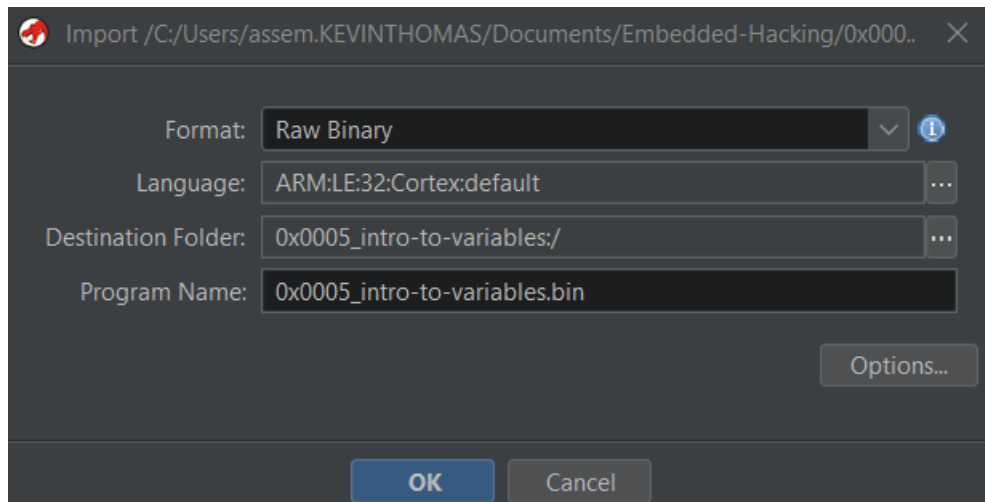 Import /C:/Users/assem.KEVINTHOMAS/Documents/Embedded-Hacking/0x000..
Format: Raw Binary
Language: ARM:LE:32:Cortex:default ...
Destination Folder: 0x0005_intro-to-variables:/ ...
Program Name: 0x0005_intro-to-variables.bin
Options...
OK Cancel